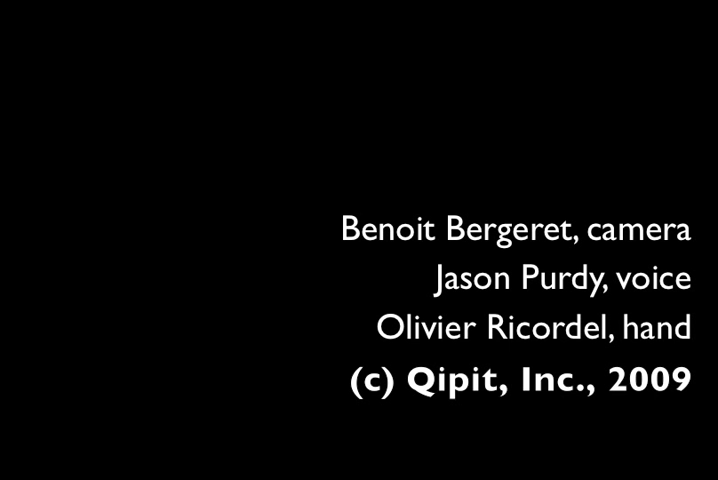 Benoit Bergeret, camera
Jason Purdy, voice
Olivier Ricordel, hand
(c) Qipit, Inc., 2009